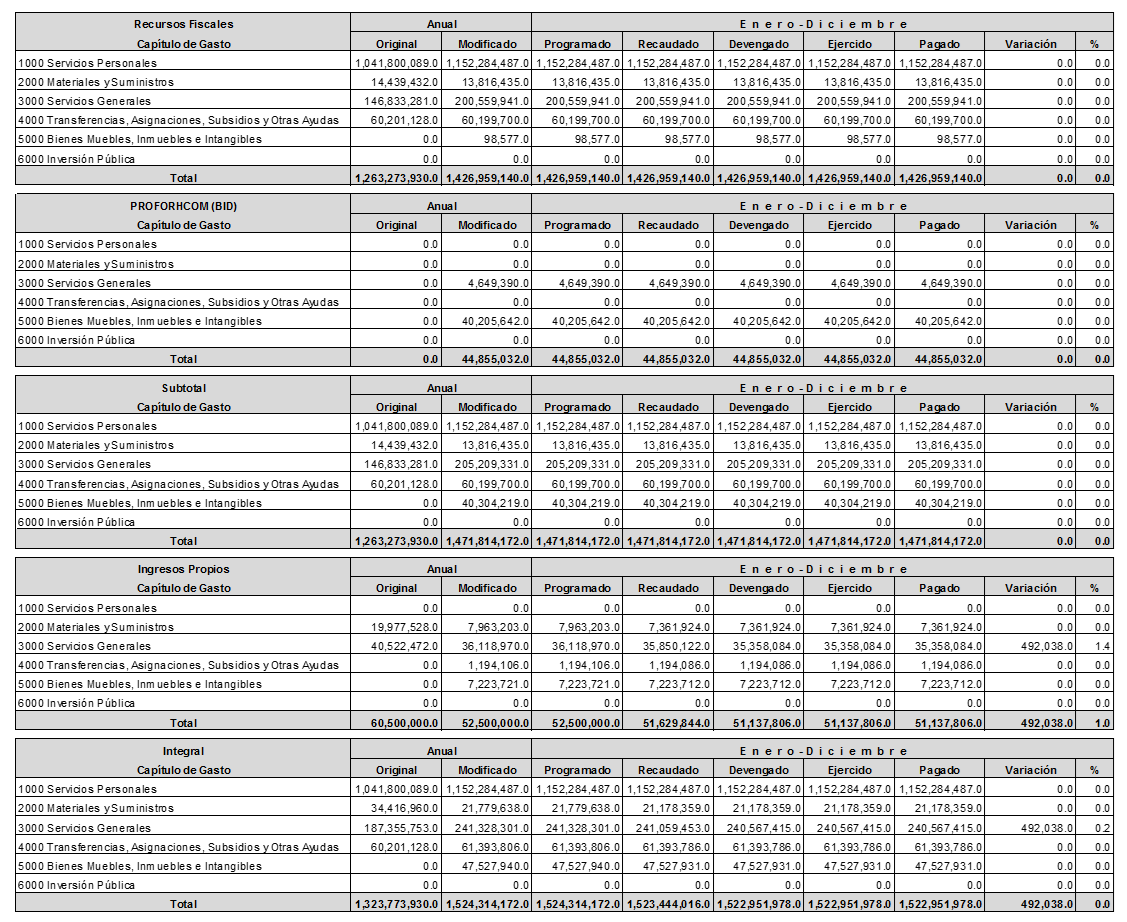 Recursos Fiscales Anual Enero-Diciembre
Capítulo de Gasto Original Modificado Programado Recaudado Devengado Ejercido Pagado Variación %
1000 Servicios Personales 1,041,800,089.0 1,152,284,487.0 1,152,284,487.0 1,152,284,487.0 1,152,284,487.0 1,152,284,487.0 1,152,284,487.0 0.0 0.0
2000 Materiales y Suministros 14,439,432.0 13,816,435.0 13,816,435.0 13,816,435.0 13,816,435.0 13,816,435.0 13,816,435.0 0.0 0.0
3000 Servicios Generales 146,833,281.0 200,559,941.0 200,559,941.0 200,559,941.0 200,559,941.0 200,559,941.0 200,559,941.0 0.0 0.0
4000 Transferencias, Asignaciones, Subsidios y Otras Ayudas 60,201,128.0 60,199,700.0 60,199,700.0 60,199,700.0 60,199,700.0 60,199,700.0 60,199,700.0 0.0 0.0
5000 Bienes Muebles, Inmuebles e Intangibles 0.0 98,577.0 98,577.0 98,577.0 98,577.0 98,577.0 98,577.0 0.0 0.0
6000 Inversión Pública 0.0 0.0 0.0 0.0 0.0 0.0 0.0 0.0 0.0
Total 1,263,273,930.0 1,426,959,140.0 1,426,959,140.0 1,426,959,140.0 1,426,959,140.0 1,426,959,140.0 1,426,959,140.0 0.0 0.0
PROFORHCOM (BID) Anual Enero-Diciembre
Capítulo de Gasto Original Modificado Programado Recaudado Devengado Ejercido Pagado Variación %
1000 Servicios Personales 0.0 0.0 0.0 0.0 0.0 0.0 0.0 0.0 0.0
2000 Materiales y Suministros 0.0 0.0 0.0 0.0 0.0 0.0 0.0 0.0 0.0
3000 Servicios Generales 0.0 4,649,390.0 4,649,390.0 4,649,390.0 4,649,390.0 4,649,390.0 4,649,390.0 0.0 0.0
4000 Transferencias, Asignaciones, Subsidios y Otras Ayudas 0.0 0.0 0.0 0.0 0.0 0.0 0.0 0.0 0.0
5000 Bienes Muebles, Inmuebles e Intangibles 0.0 40,205,642.0 40,205,642.0 40,205,642.0 40,205,642.0 40,205,642.0 40,205,642.0 0.0 0.0
6000 Inversión Pública 0.0 0.0 0.0 0.0 0.0 0.0 0.0 0.0 0.0
Total 0.0 44,855,032.0 44,855,032.0 44,855,032.0 44,855,032.0 44,855,032.0 44,855,032.0 0.0 0.0
Subtotal Anual Enero-Diciembre
Capítulo de Gasto Original Modificado Programado Recaudado Devengado Ejercido Pagado Variación %
1000 Servicios Personales 1,041,800,089.0 1,152,284,487.0 1,152,284,487.0 1,152,284,487.0 1,152,284,487.0 1,152,284,487.0 1,152,284,487.0 0.0 0.0
2000 Materiales y Suministros 14,439,432.0 13,816,435.0 13,816,435.0 13,816,435.0 13,816,435.0 13,816,435.0 13,816,435.0 0.0 0.0
3000 Servicios Generales 146,833,281.0 205,209,331.0 205,209,331.0 205,209,331.0 205,209,331.0 205,209,331.0 205,209,331.0 0.0 0.0
4000 Transferencias, Asignaciones, Subsidios y Otras Ayudas 60,201,128.0 60,199,700.0 60,199,700.0 60,199,700.0 60,199,700.0 60,199,700.0 60,199,700.0 0.0 0.0
5000 Bienes Muebles, Inmuebles e Intangibles 0.0 40,304,219.0 40,304,219.0 40,304,219.0 40,304,219.0 40,304,219.0 40,304,219.0 0.0 0.0
6000 Inversión Pública 0.0 0.0 0.0 0.0 0.0 0.0 0.0 0.0 0.0
Total 1,263,273,930.0 1,471,814,172.0 1,471,814,172.0 1,471,814,172.0 1,471,814,172.0 1,471,814,172.0 1,471,814,172.0 0.0 0.0
Ingresos Propios Anual Enero-Diciembre
Capítulo de Gasto Original Modificado Programado Recaudado Devengado Ejercido Pagado Variación %
1000 Servicios Personales 0.0 0.0 0.0 0.0 0.0 0.0 0.0 0.0 0.0
2000 Materiales y Suministros 19,977,528.0 7,963,203.0 7,963,203.0 7,361,924.0 7,361,924.0 7,361,924.0 7,361,924.0 0.0 0.0
3000 Servicios Generales 40,522,472.0 36,118,970.0 36,118,970.0 35,850,122.0 35,358,084.0 35,358,084.0 35,358,084.0 492,038.0 1.4
4000 Transferencias, Asignaciones, Subsidios y Otras Ayudas 0.0 1,194,106.0 1,194,106.0 1,194,086.0 1,194,086.0 1,194,086.0 1,194,086.0 0.0 0.0
5000 Bienes Muebles, Inmuebles e Intangibles 0.0 7,223,721.0 7,223,721.0 7,223,712.0 7,223,712.0 7,223,712.0 7,223,712.0 0.0 0.0
6000 Inversión Pública 0.0 0.0 0.0 0.0 0.0 0.0 0.0 0.0 0.0
Total 60,500,000.0 52,500,000.0 52,500,000.0 51,629,844.0 51,137,806.0 51,137,806.0 51,137,806.0 492,038.0 1.0
Integral Anual Enero-Diciembre
Capítulo de Gasto Original Modificado Programado Recaudado Devengado Ejercido Pagado Variación %
1000 Servicios Personales 1,041,800,089.0 1,152,284,487.0 1,152,284,487.0 1,152,284,487.0 1,152,284,487.0 1,152,284,487.0 1,152,284,487.0 0.0 0.0
2000 Materiales y Suministros 34,416,960.0 21,779,638.0 21,779,638.0 21,178,359.0 21,178,359.0 21,178,359.0 21,178,359.0 0.0 0.0
3000 Servicios Generales 187,355,753.0 241,328,301.0 241,328,301.0 241,059,453.0 240,567,415.0 240,567,415.0 240,567,415.0 492,038.0 0.2
4000 Transferencias, Asignaciones, Subsidios y Otras Ayudas 60,201,128.0 61,393,806.0 61,393,806.0 61,393,786.0 61,393,786.0 61,393,786.0 61,393,786.0 0.0 0.0
5000 Bienes Muebles, Inmuebles e Intangibles 0.0 47,527,940.0 47,527,940.0 47,527,931.0 47,527,931.0 47,527,931.0 47,527,931.0 0.0 0.0
6000 Inversión Pública 0.0 0.0 0.0 0.0 0.0 0.0 0.0 0.0 0.0
Total 1,323,773,930.0 1,524,314,172.0 1,524,314,172.0 1,523,444,016.0 1,522,951,978.0 1,522,951,978.0 1,522,951,978.0 492,038.0 0.0